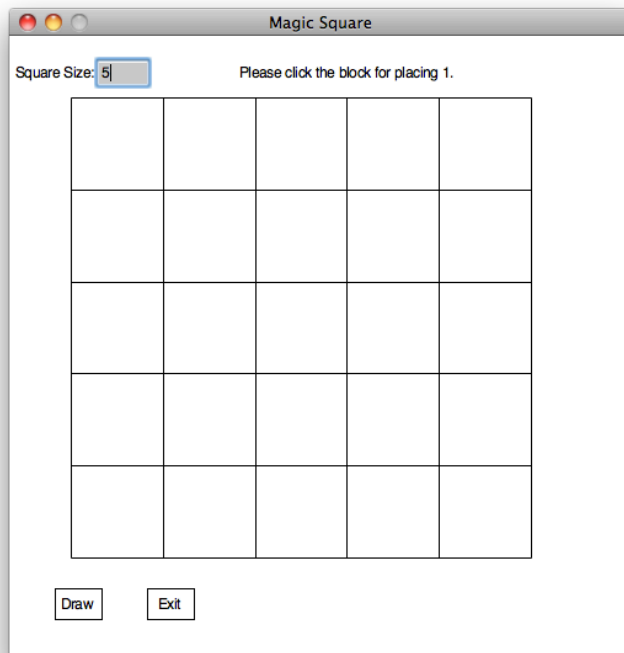 Magic Square
Square Size: 5 Please click the block for placing 1.
Draw Exit